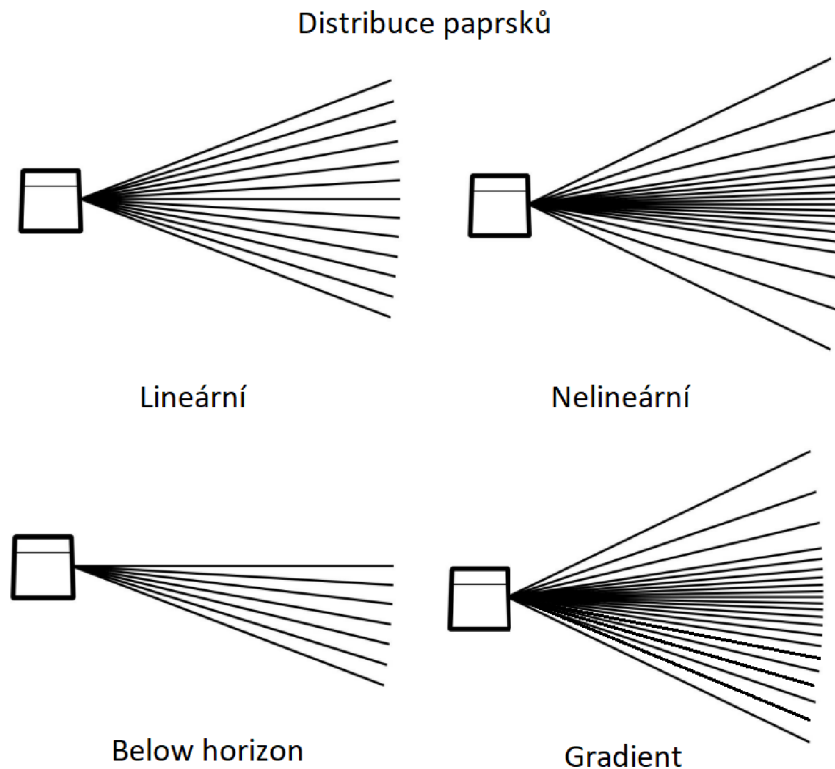 Distribuce paprsků
Lineární
Nelineární
Below horizon
Gradient